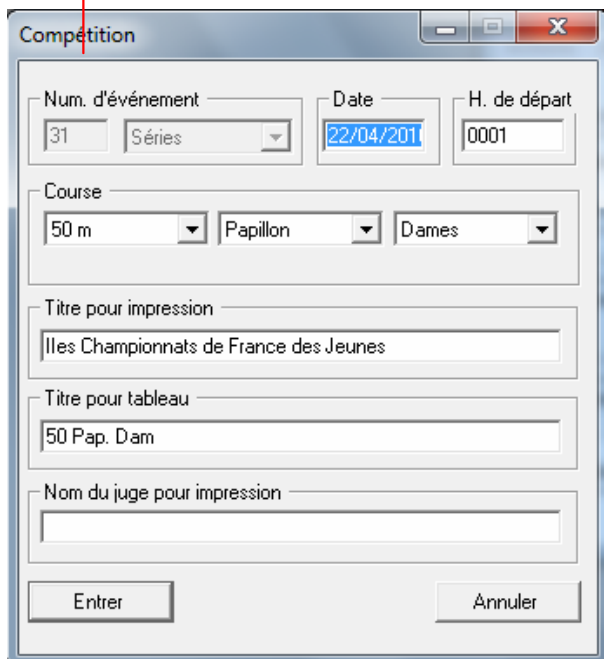 Compétition
Num. d'événement Date H. de départ
31 Séries 22/04/201 0001
Course
50 m Papillon Dames
Titre pour impression
IIes Championnats de France des Jeunes
Titre pour tableau
50 Pap. Dam
Nom du juge pour impression
Entrer Annuler